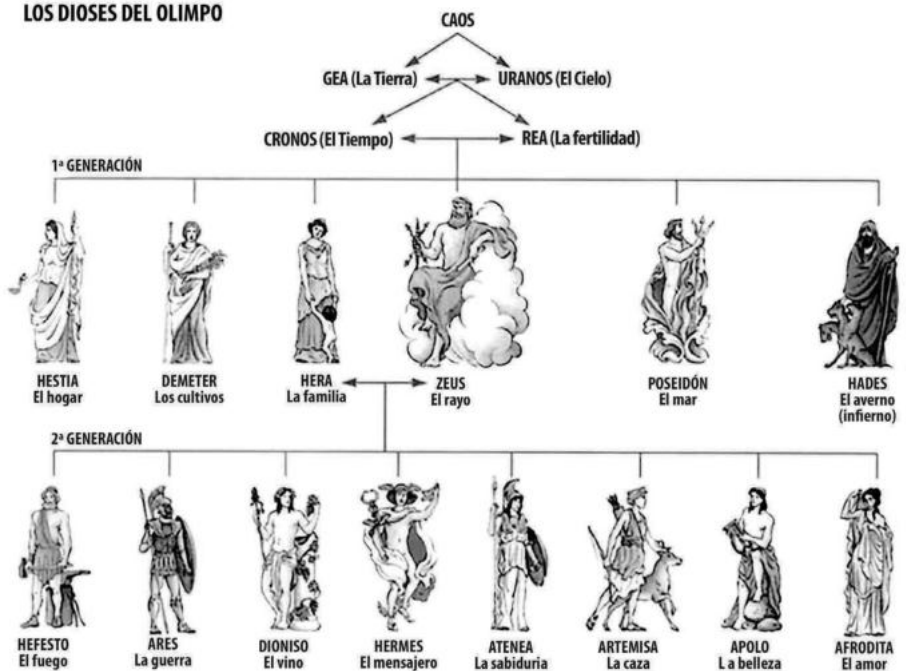 LOS DIOSES DEL OLIMPO
CAOS
GEA (La Tierra)
URANOS (El Cielo)
CRONOS (El Tiempo)
REA (La fertilidad)
1ª GENERACIÓN
HESTIA
El hogar
DEMETER
Los cultivos
HERA
La familia
ZEUS
El rayo
POSEIDÓN
El mar
HADES
El averno
(infierno)
2ª GENERACIÓN
HEFESTO
El fuego
ARES
La guerra
DIONISO
El vino
HERMES
El mensajero
ATENEA
La sabiduria
ARTEMISA
La caza
APOLO
L a belleza
AFRODITA
El amor